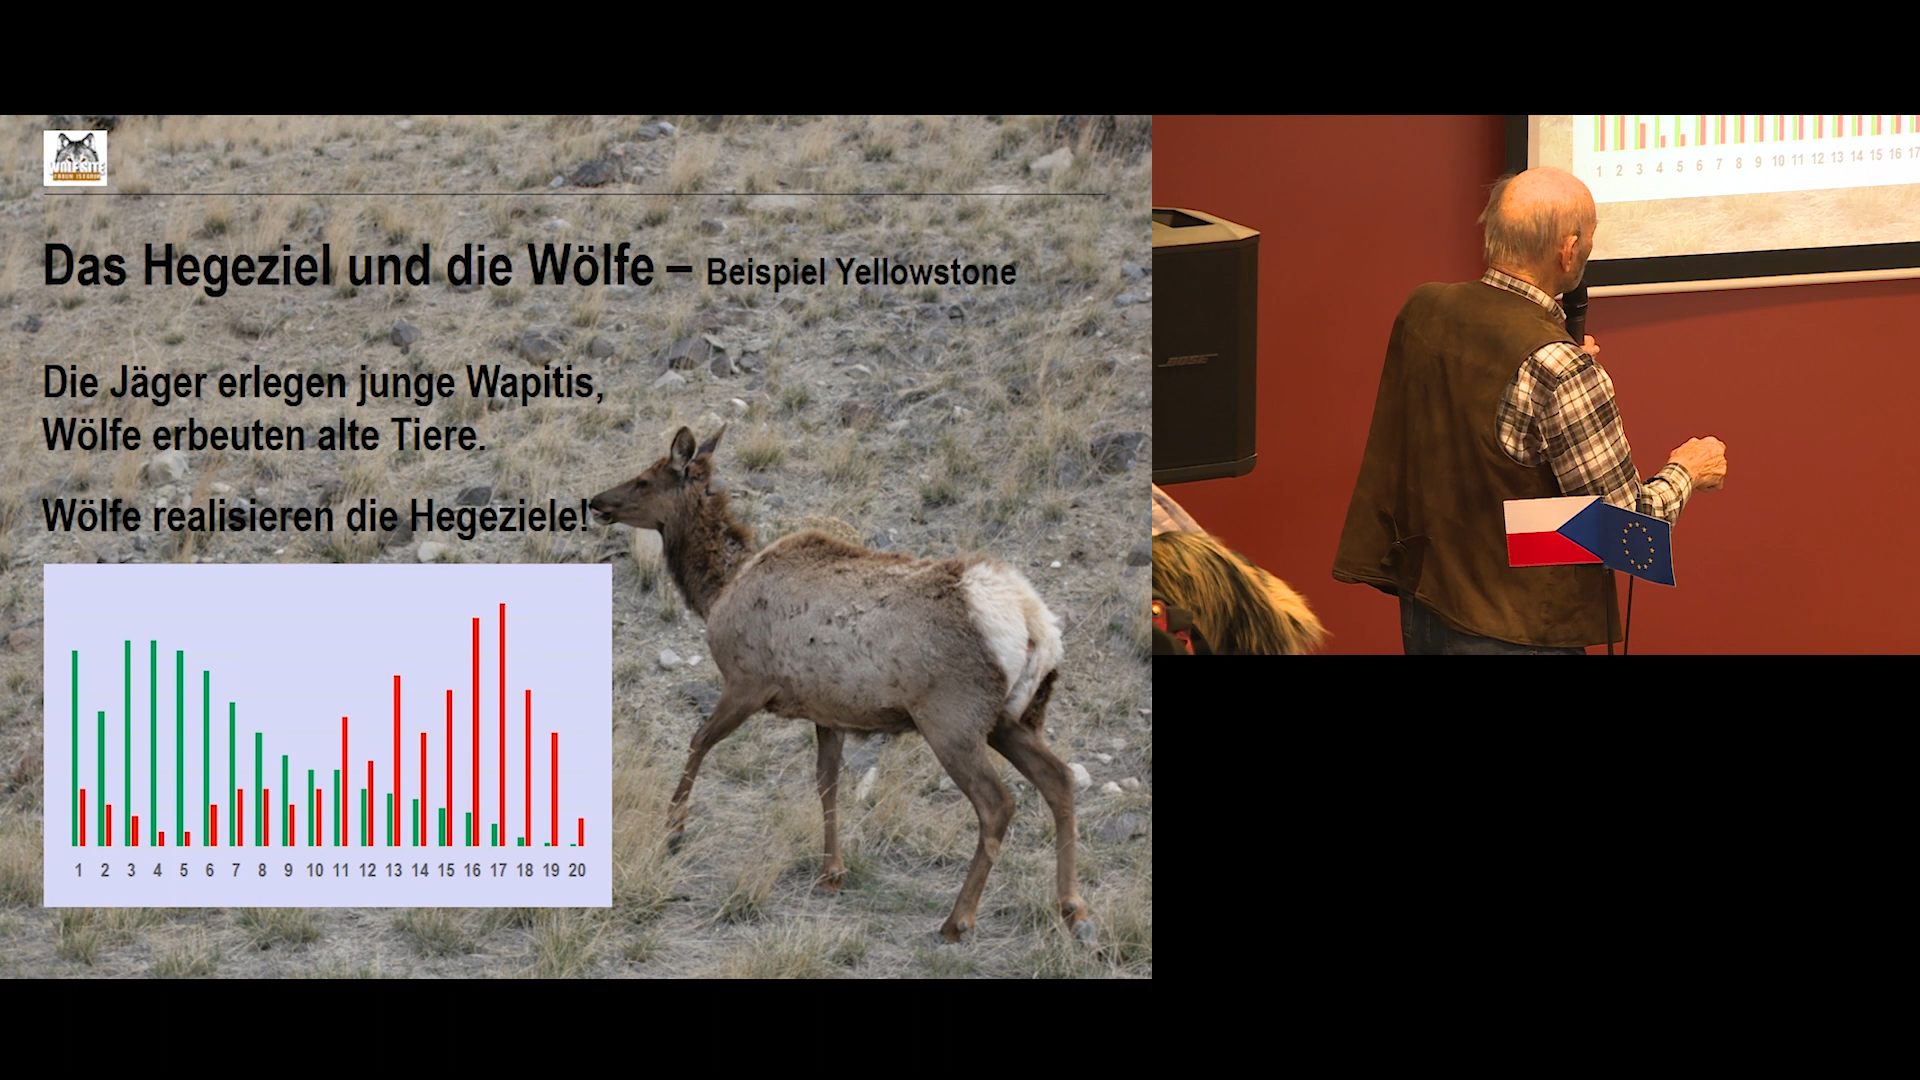 WOLFSITE
Das Hegeziel und die Wölfe – Beispiel Yellowstone
Die Jäger erlegen junge Wapitis,
Wölfe erbeuten alte Tiere.
Wölfe realisieren die Hegeziele!
1 2 3 4 5 6 7 8 9 10 11 12 13 14 15 16 17 18 19 20
1 2 3 4 5 6 7 8 9 10 11 12 13 14 15 16 17
BOSE